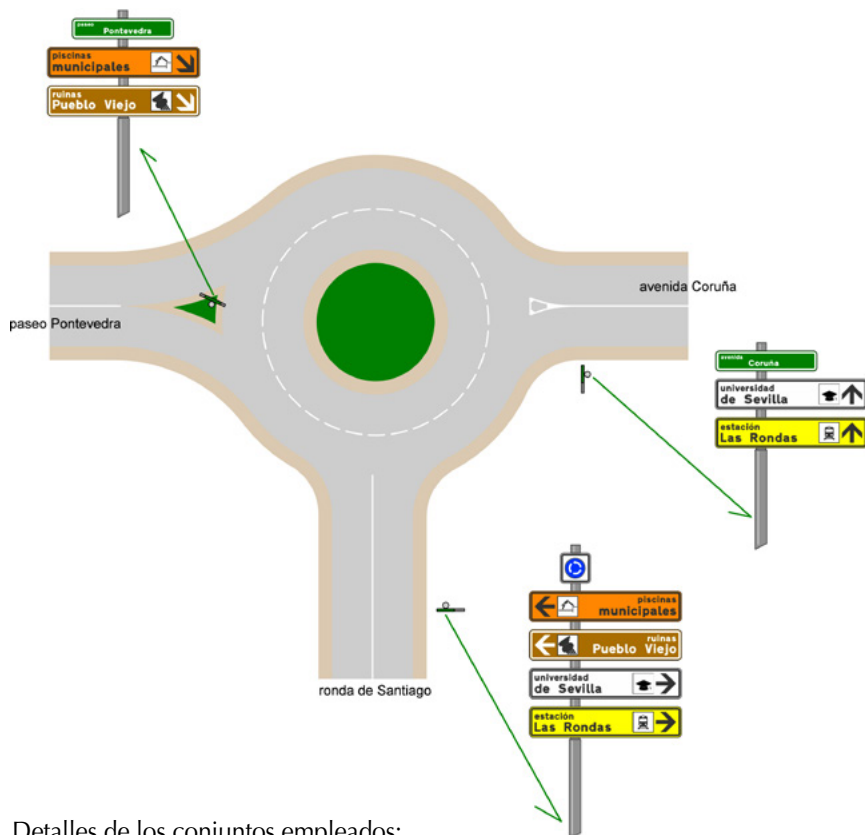 paseo
Pontevedra
piscinas
municipales
ruinas
Pueblo Viejo
avenida Coruña
paseo Pontevedra
avenida
Coruña
universidad
de Sevilla
estación
Las Rondas
piscinas
municipales
ruinas
Pueblo Viejo
universidad
de Sevilla
estación
Las Rondas
ronda de Santiago
Detalles de los conjuntos empleados: